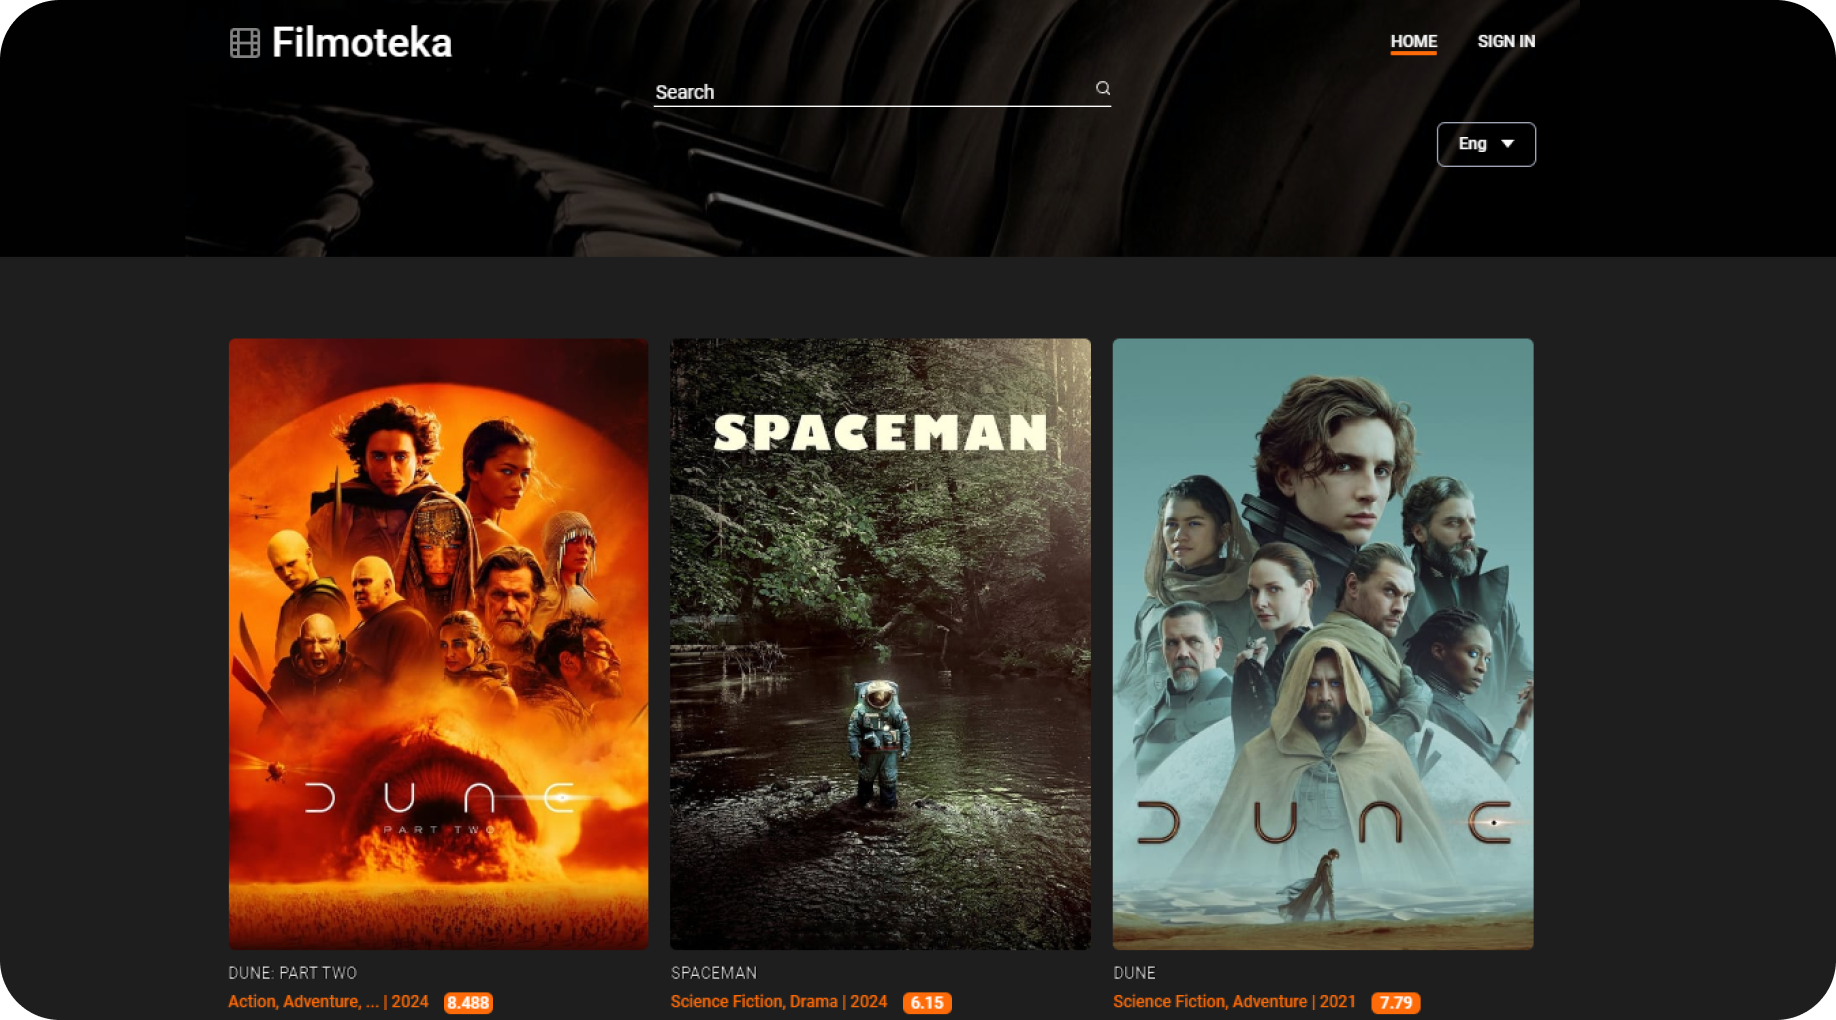 Filmoteka
HOME SIGN IN
Search
Eng
SPACEMAN
DUNE
PART TWO
DUNE
DUNE: PART TWO
Action, Adventure, ... | 2024 8.488
SPACEMAN
Science Fiction, Drama | 2024 6.15
DUNE
Science Fiction, Adventure | 2021 7.79